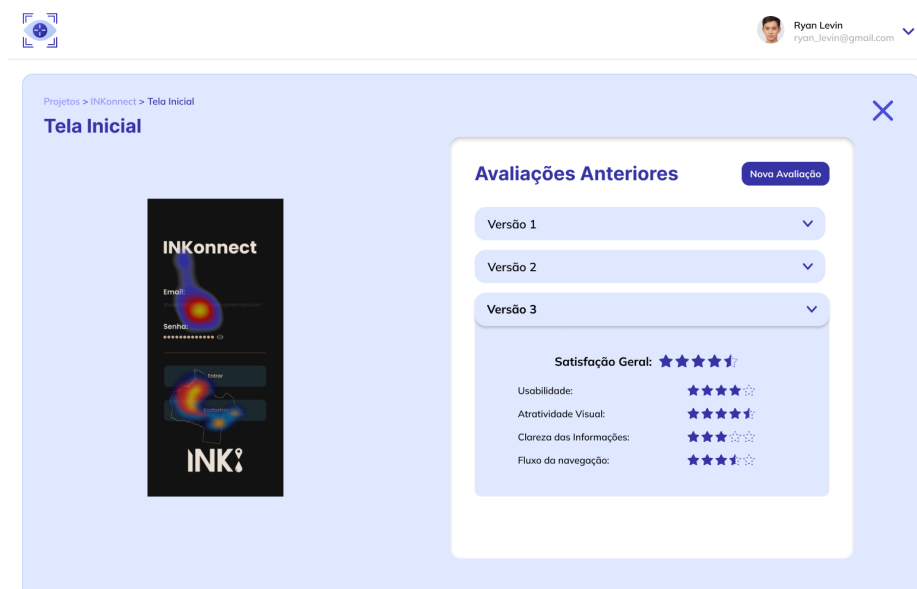 Ryan Levin
ryan_levin@gmail.com
Projetos > INKonnect > Tela Inicial
Tela Inicial
INKonnect
Email:
Senha:
Entrar
INK
Avaliações Anteriores
Nova Avaliação
Versão 1
Versão 2
Versão 3
Satisfação Geral:
Usabilidade:
Atratividade Visual:
Clareza das Informações:
Fluxo da navegação: